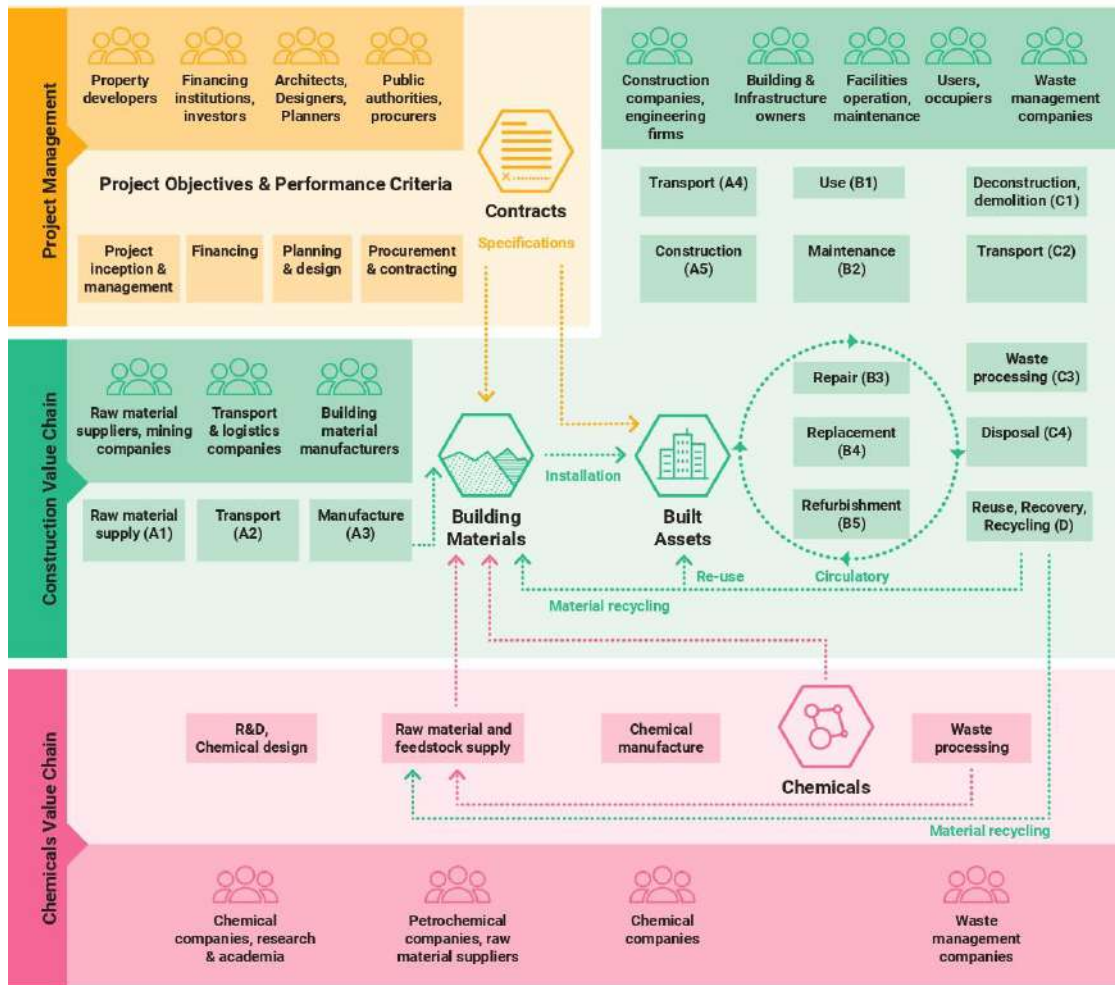 Project Management
Property
developers
Financing
institutions,
investors
Architects,
Designers,
Planners
Public
authorities,
procurers
Project Objectives & Performance Criteria
Project
inception &
management
Financing
Planning
& design
Procurement
& contracting
Contracts
Specifications
Construction
companies,
engineering
firms
Building &
Infrastructure
owners
Facilities
operation,
maintenance
Users,
occupiers
Waste
management
companies
Transport (A4)
Use (B1)
Deconstruction,
demolition (C1)
Construction
(A5)
Maintenance
(B2)
Transport (C2)
Construction Value Chain
Raw material
suppliers, mining
companies
Transport
& logistics
companies
Building
material
manufacturers
Raw material
supply (A1)
Transport
(A2)
Manufacture
(A3)
Building
Materials
Installation
Built
Assets
Repair (B3)
Replacement
(B4)
Refurbishment
(B5)
Waste
processing (C3)
Disposal (C4)
Reuse, Recovery,
Recycling (D)
Re-use
Circulatory
Material recycling
Chemicals Value Chain
R&D,
Chemical design
Raw material and
feedstock supply
Chemical
manufacture
Chemicals
Waste
processing
Material recycling
Chemical
companies, research
& academia
Petrochemical
companies, raw
material suppliers
Chemical
companies
Waste
management
companies